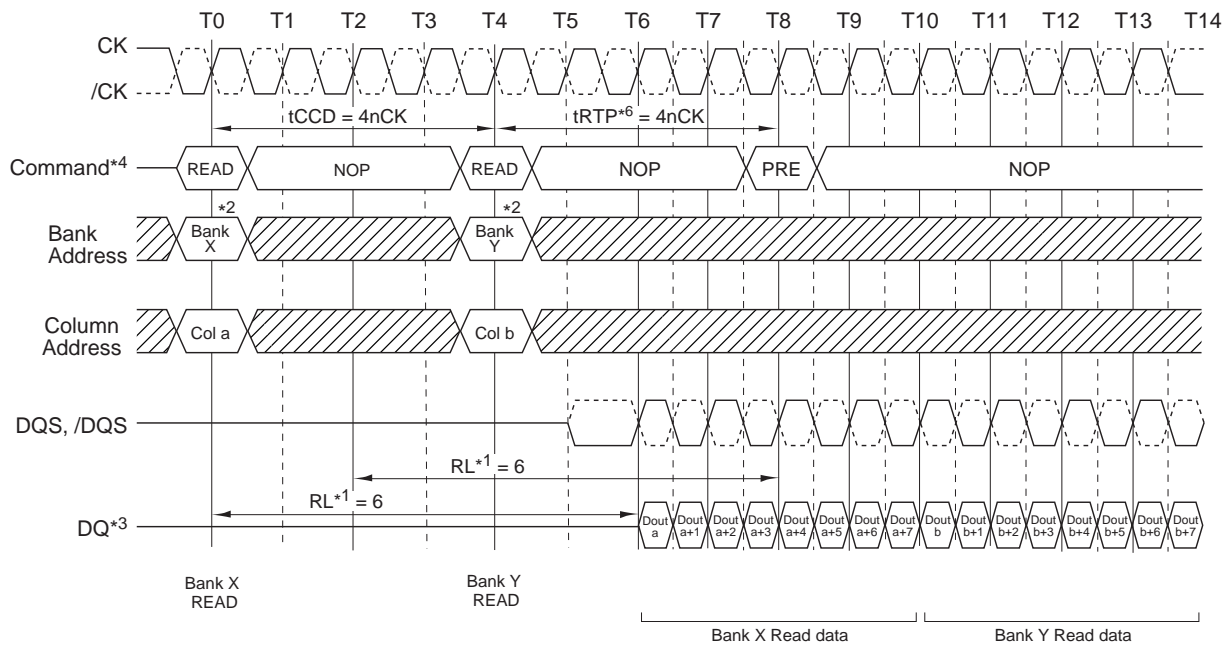 T0 T1 T2 T3 T4 T5 T6 T7 T8 T9 T10 T11 T12 T13 T14
CK
/CK
tCCD = 4nCK
tRTP*6 = 4nCK
Command*4
READ
NOP
READ
NOP
PRE
NOP
*2
*2
Bank
Address
Bank
X
Bank
Y
Column
Address
Col a
Col b
DQS, /DQS
RL*1 = 6
RL*1 = 6
DQ*3
Dout
a
Dout
a+1
Dout
a+2
Dout
a+3
Dout
a+4
Dout
a+5
Dout
a+6
Dout
a+7
Dout
b
Dout
b+1
Dout
b+2
Dout
b+3
Dout
b+4
Dout
b+5
Dout
b+6
Dout
b+7
Bank X
READ
Bank Y
READ
Bank X Read data
Bank Y Read data